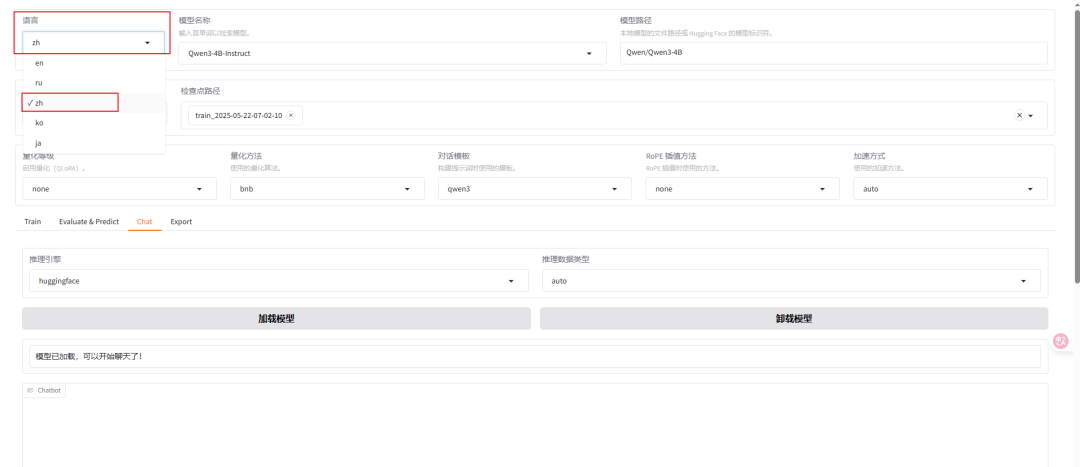 语言
zh
en
ru
✓ zh
ko
ja
模型名称
输入首单词以检索模型。
Qwen3-4B-Instruct
模型路径
本地模型的文件路径或 Hugging Face 的模型标识符。
Qwen/Qwen3-4B
检查点路径
train_2025-05-22-07-02-10 ×
量化等级
启用量化（QLoRA）。
none
量化方法
使用的量化算法。
bnb
对话模板
构建提示词时使用的模板。
qwen3
RoPE 插值方法
RoPE 插值时使用的方法。
none
加速方式
使用的加速方法。
auto
Train Evaluate & Predict Chat Export
推理引擎
huggingface
推理数据类型
auto
加载模型
卸载模型
模型已加载，可以开始聊天了！
Chatbot